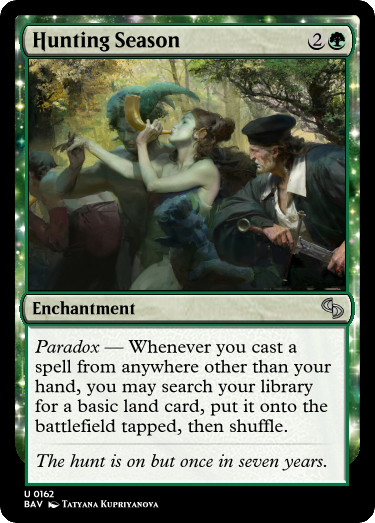 Hunting Season 2
Enchantment
Paradox — Whenever you cast a
spell from anywhere other than your
hand, you may search your library
for a basic land card, put it onto the
battlefield tapped, then shuffle.
The hunt is on but once in seven years.
U 0162
BAV Tatyana Kupriyanova